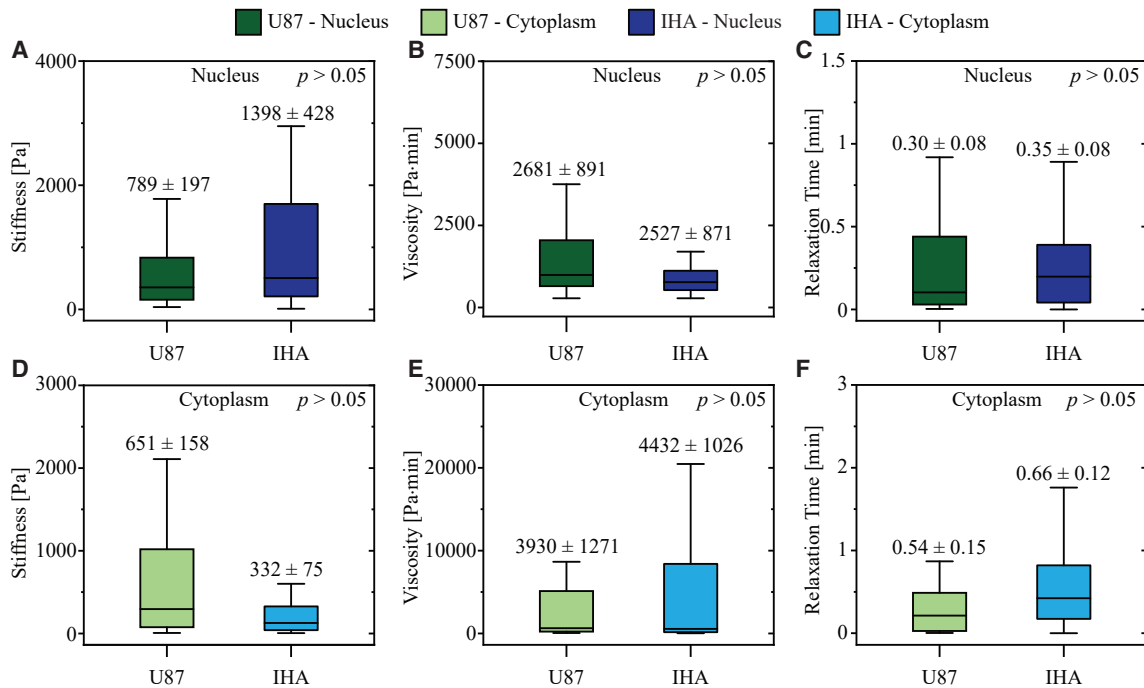 U87 - Nucleus U87 - Cytoplasm IHA - Nucleus IHA - Cytoplasm
A
Stiffness [Pa]
4000
2000
0
Nucleus p > 0.05
789 ± 197
1398 ± 428
U87 IHA
B
Viscosity [Pa·min]
7500
5000
2500
0
Nucleus p > 0.05
2681 ± 891
2527 ± 871
U87 IHA
C
Relaxation Time [min]
1.5
1
0.5
0
Nucleus p > 0.05
0.30 ± 0.08
0.35 ± 0.08
U87 IHA
D
Stiffness [Pa]
3000
2000
1000
0
Cytoplasm p > 0.05
651 ± 158
332 ± 75
U87 IHA
E
Viscosity [Pa·min]
30000
20000
10000
0
Cytoplasm p > 0.05
3930 ± 1271
4432 ± 1026
U87 IHA
F
Relaxation Time [min]
3
2
1
0
Cytoplasm p > 0.05
0.54 ± 0.15
0.66 ± 0.12
U87 IHA